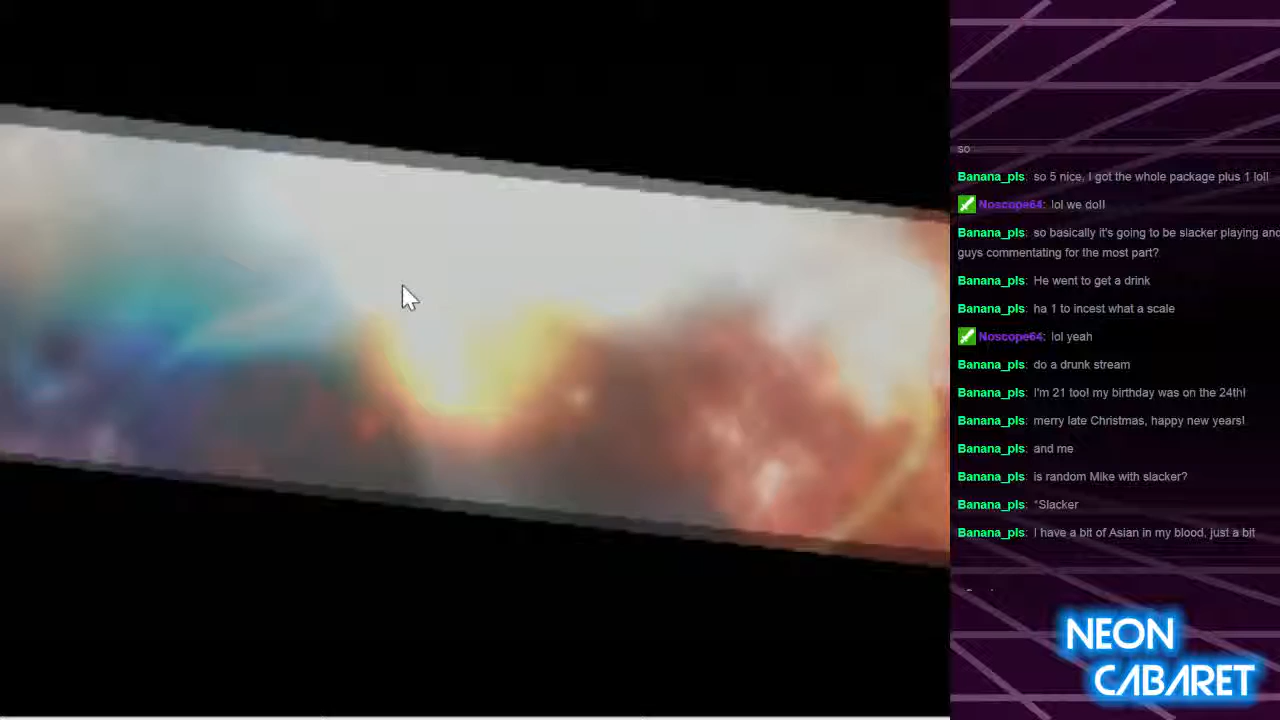 so
Banana_pls: so 5 nice, I got the whole package plus 1 lol!
Noscope64: lol we do!!
Banana_pls: so basically it's going to be slacker playing and
guys commentating for the most part?
Banana_pls: He went to get a drink
Banana_pls: ha 1 to incest what a scale
Noscope64: lol yeah
Banana_pls: do a drunk stream
Banana_pls: I'm 21 too! my birthday was on the 24th!
Banana_pls: merry late Christmas, happy new years!
Banana_pls: and me
Banana_pls: is random Mike with slacker?
Banana_pls: *Slacker
Banana_pls: I have a bit of Asian in my blood, just a bit
NEON
CABARET